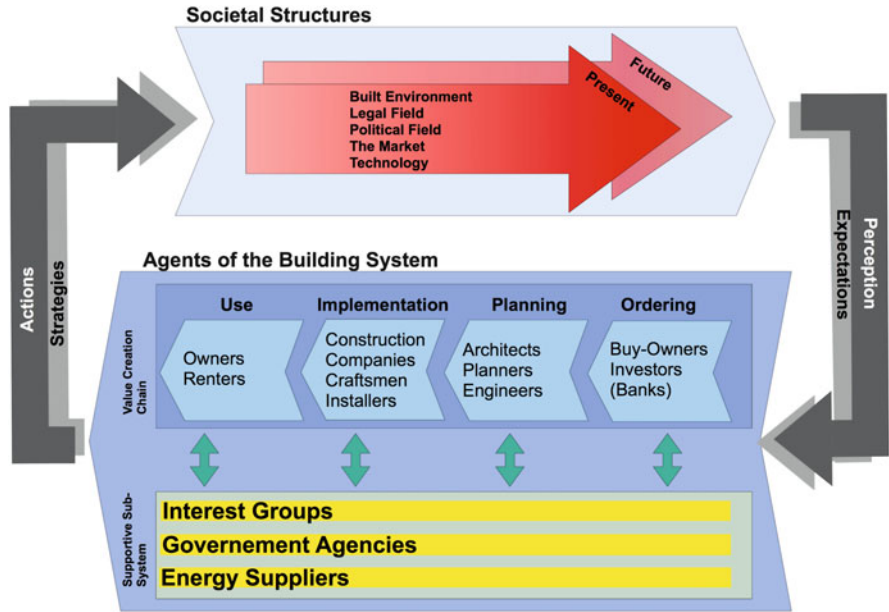 Societal Structures
Built Environment
Legal Field
Political Field
The Market
Technology
Present
Future
Actions
Strategies
Perception
Expectations
Agents of the Building System
Value Creation
Chain
Use
Implementation
Planning
Ordering
Owners
Renters
Construction
Companies
Craftsmen
Installers
Architects
Planners
Engineers
Buy-Owners
Investors
(Banks)
Supportive Sub-
System
Interest Groups
Governement Agencies
Energy Suppliers